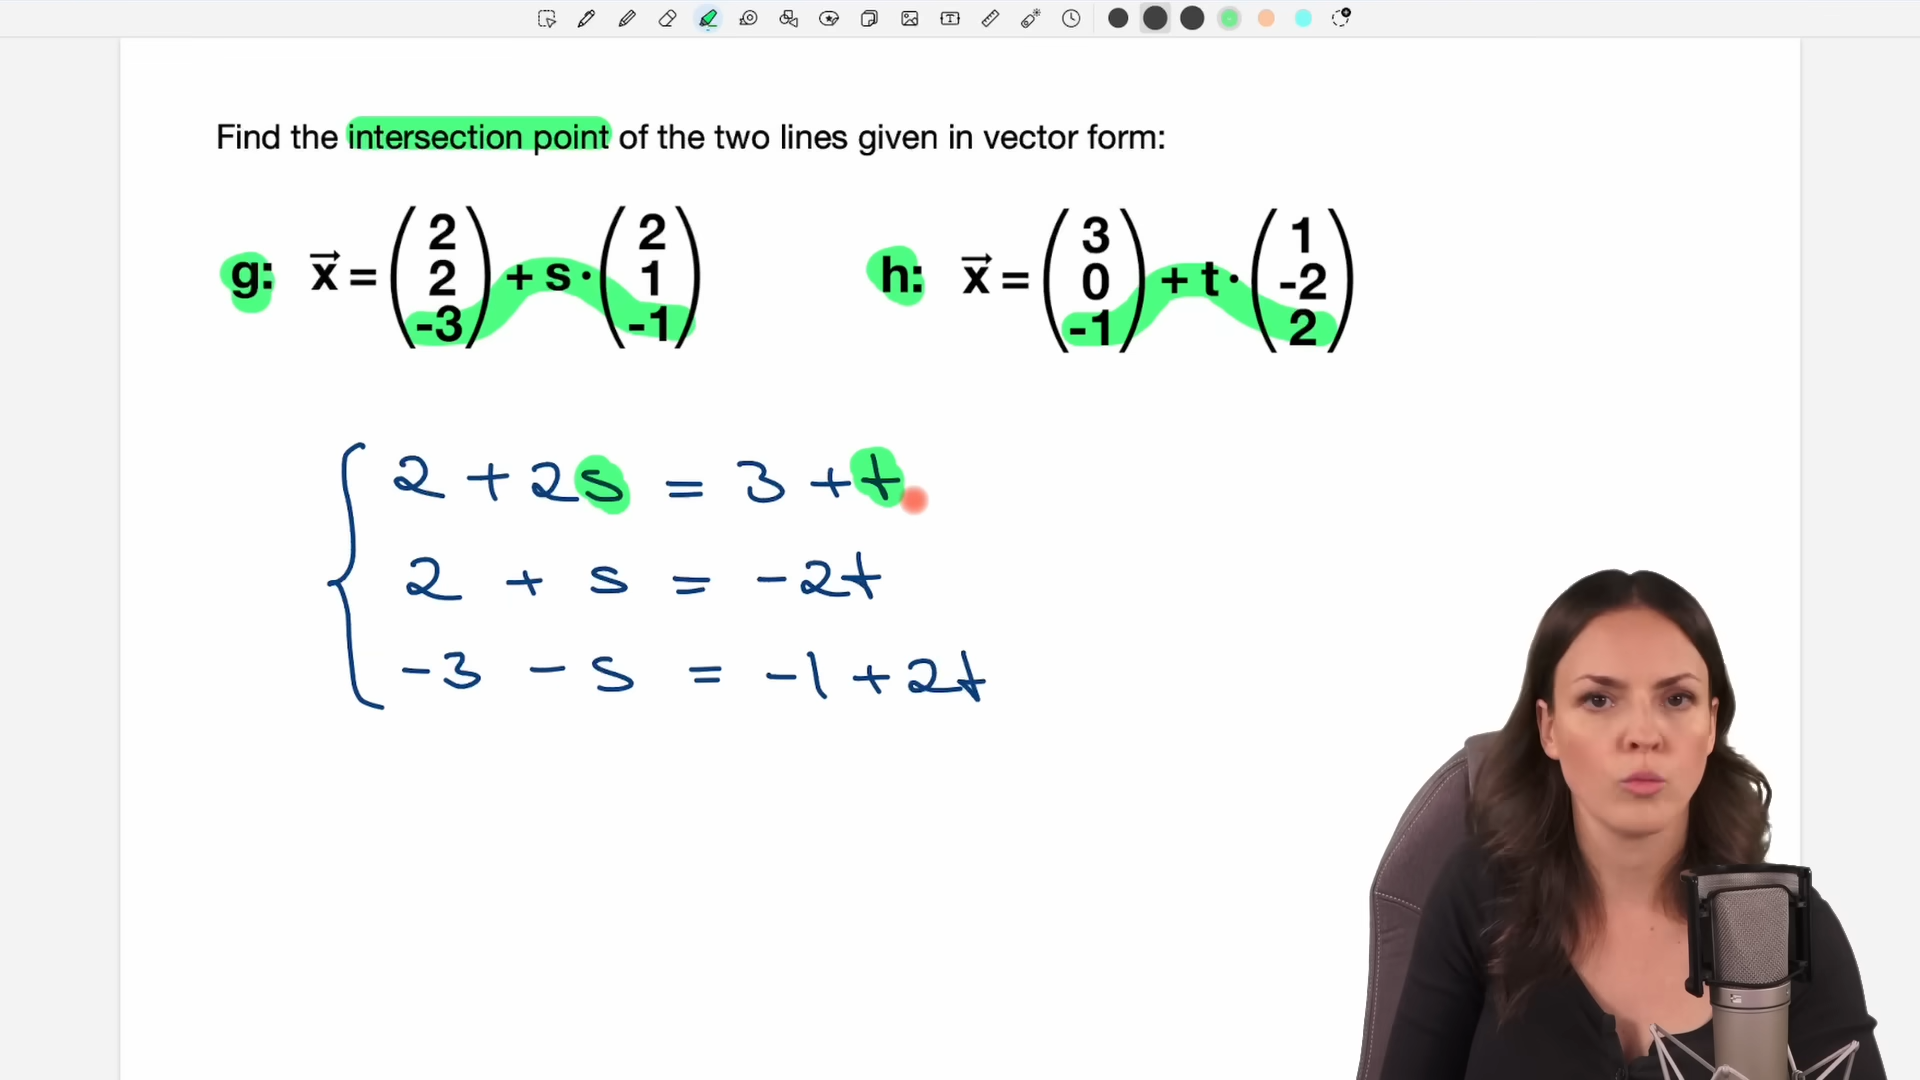 Find the intersection point of the two lines given in vector form:
g: x⃗ = (2 2 -3) + s · (2 1 -1)
h: x⃗ = (3 0 -1) + t · (1 -2 2)
2 + 2s = 3 + t
2 + s = -2t
-3 - s = -1 + 2t